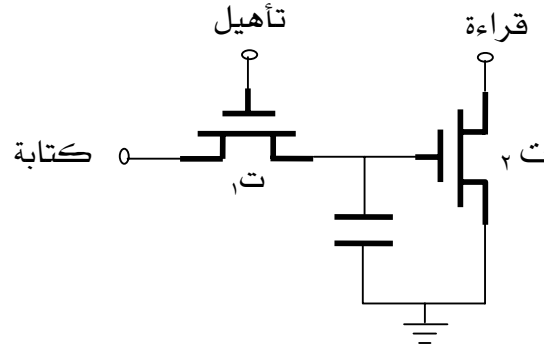 تأهيل
قراءة
كتابة
ت١
ت٢